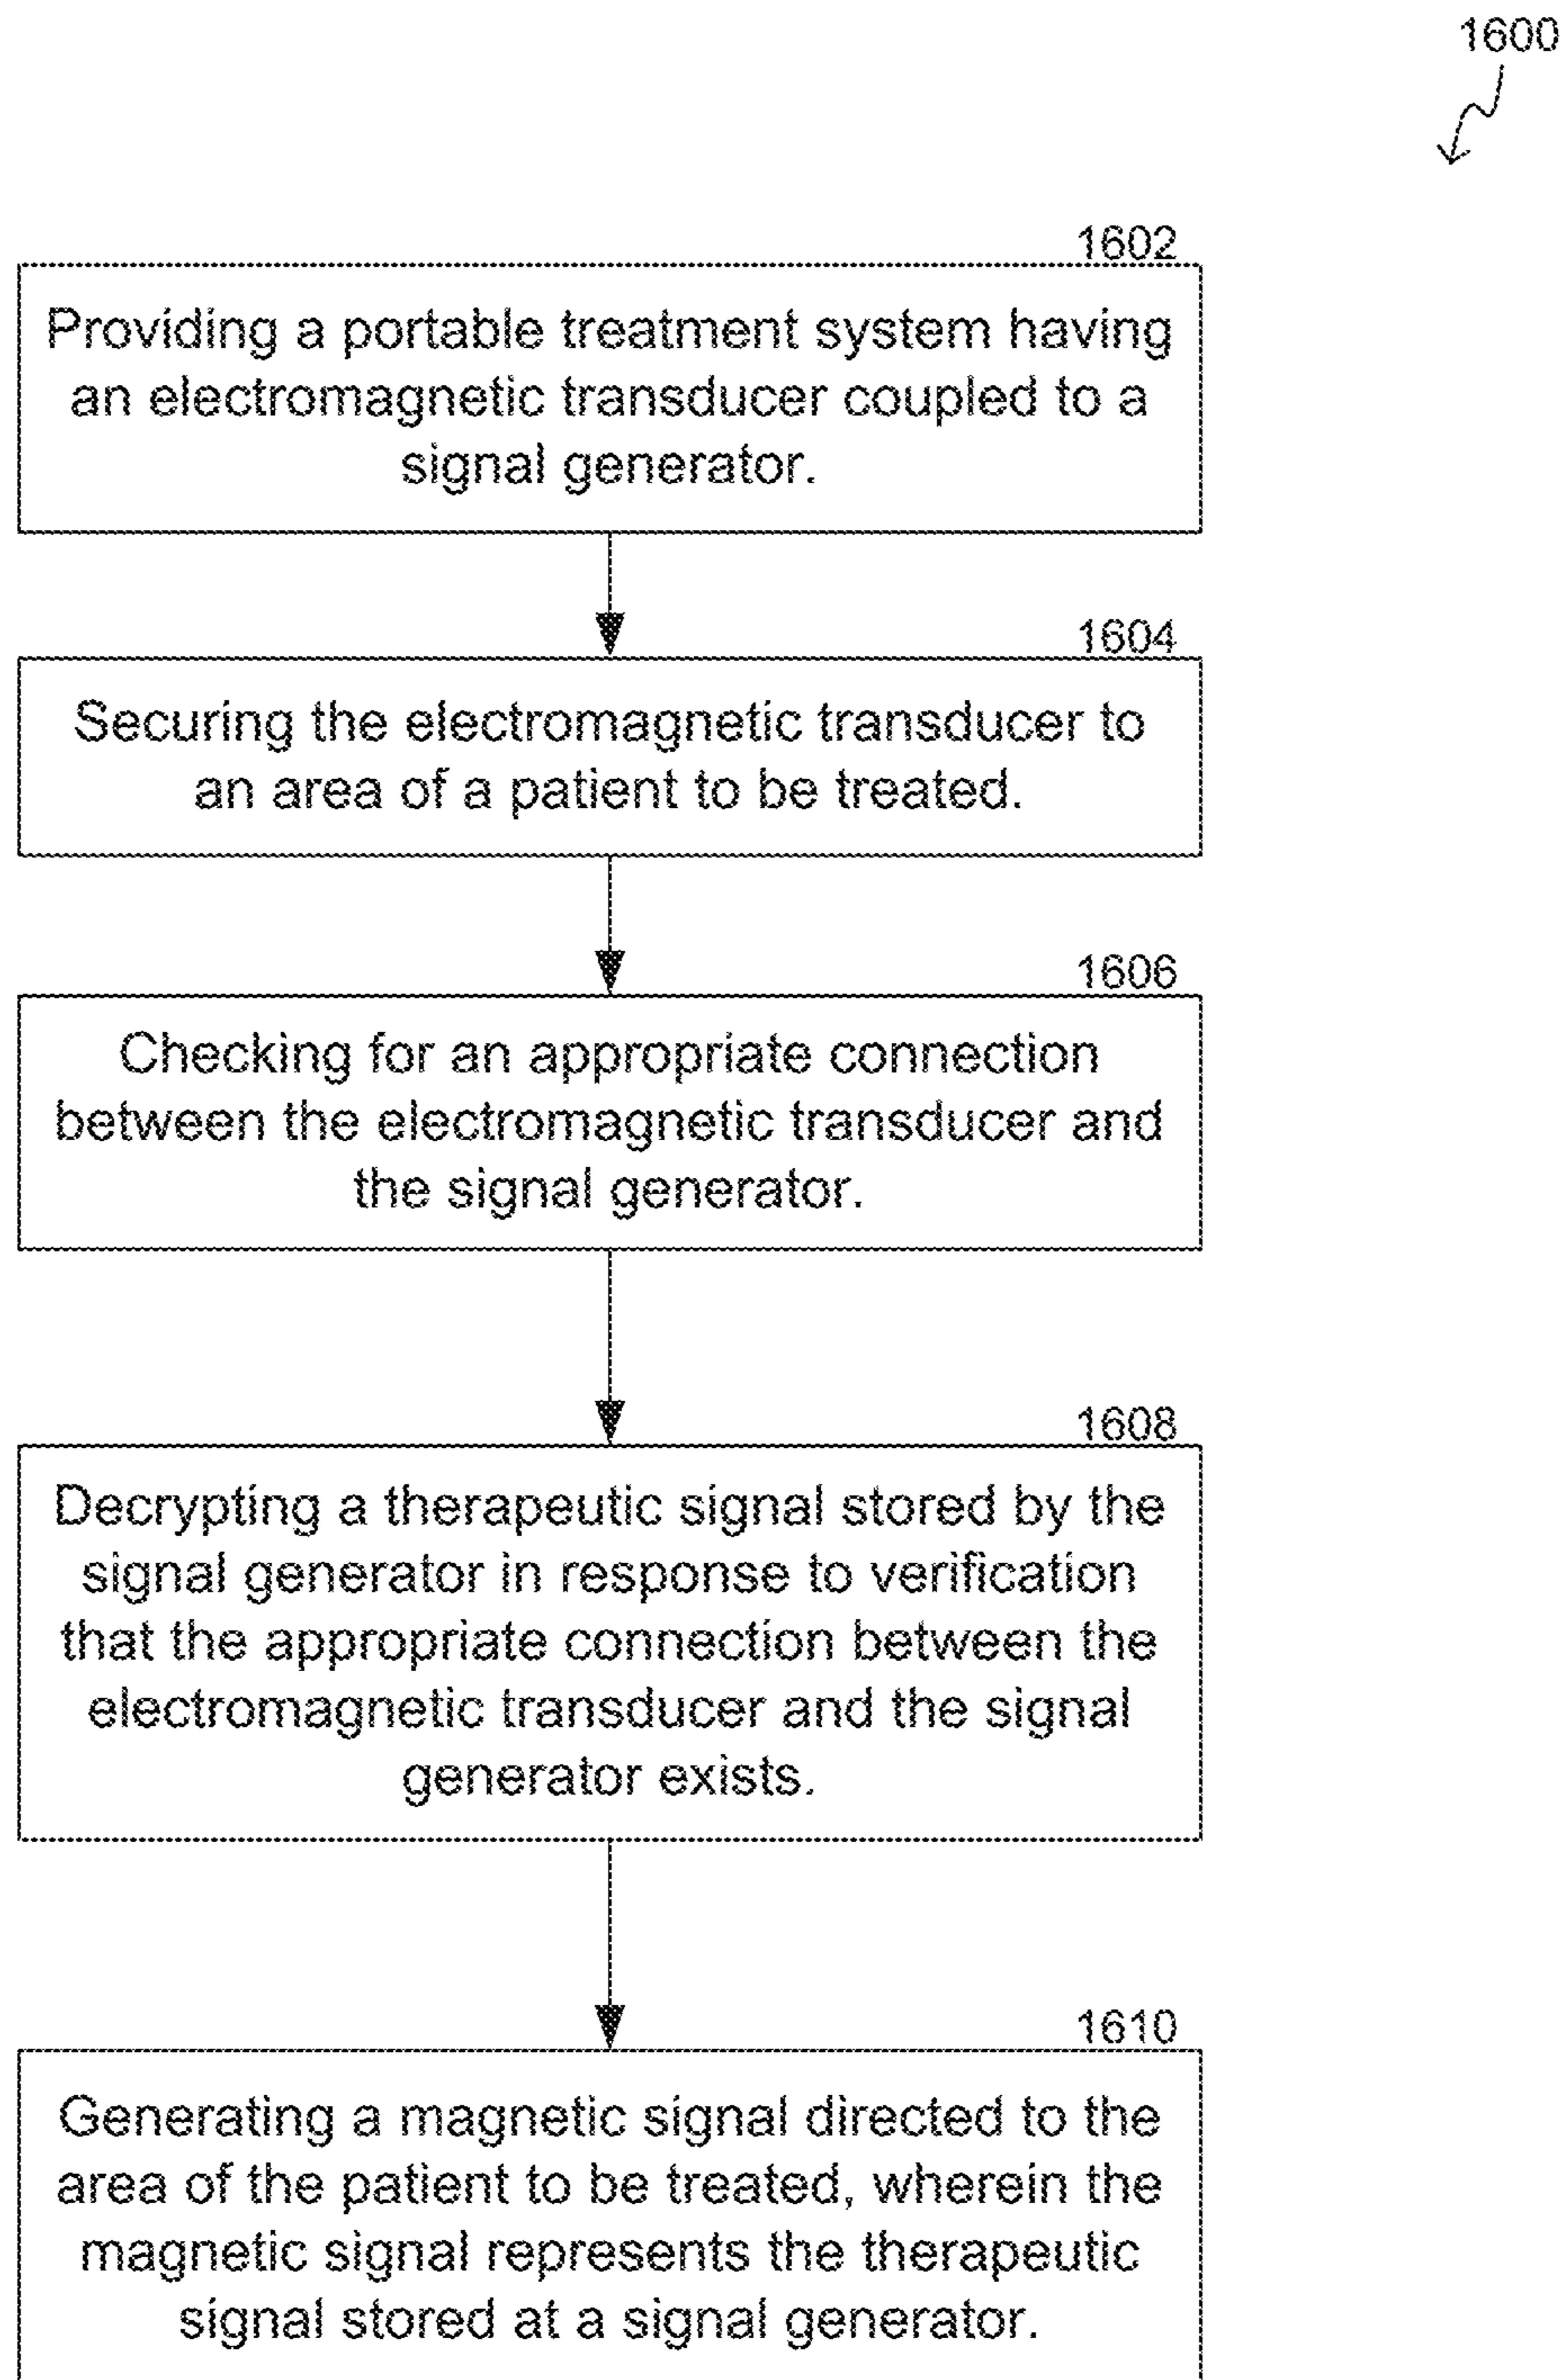 1600
1602
Providing a portable treatment system having
an electromagnetic transducer coupled to a
signal generator.
1604
Securing the electromagnetic transducer to
an area of a patient to be treated.
1606
Checking for an appropriate connection
between the electromagnetic transducer and
the signal generator.
1608
Decrypting a therapeutic signal stored by the
signal generator in response to verification
that the appropriate connection between the
electromagnetic transducer and the signal
generator exists.
1610
Generating a magnetic signal directed to the
area of the patient to be treated, wherein the
magnetic signal represents the therapeutic
signal stored at a signal generator.